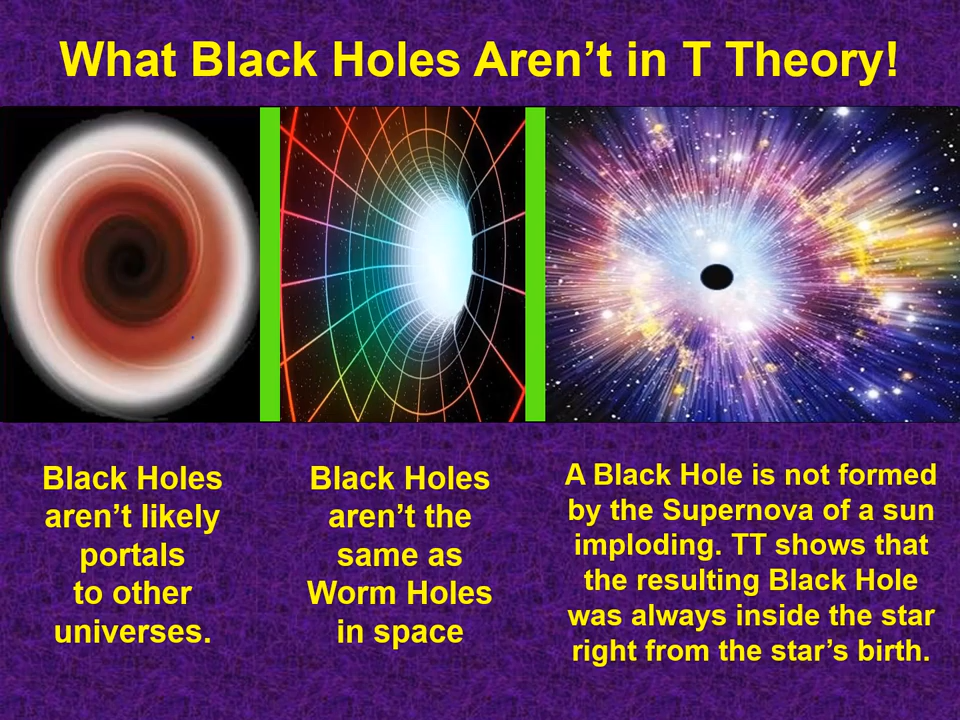 What Black Holes Aren’t in T Theory!
Black Holes
aren’t likely
portals
to other
universes.
Black Holes
aren’t the
same as
Worm Holes
in space
A Black Hole is not formed
by the Supernova of a sun
imploding. TT shows that
the resulting Black Hole
was always inside the star
right from the star’s birth.